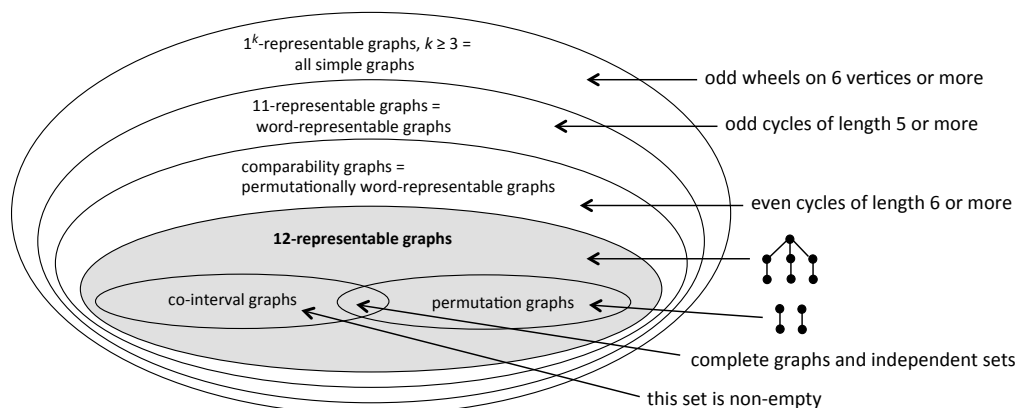 1ᵏ-representable graphs, k ≥ 3 =
all simple graphs
odd wheels on 6 vertices or more
11-representable graphs =
word-representable graphs
odd cycles of length 5 or more
comparability graphs =
permutationally word-representable graphs
even cycles of length 6 or more
12-representable graphs
co-interval graphs
permutation graphs
complete graphs and independent sets
this set is non-empty